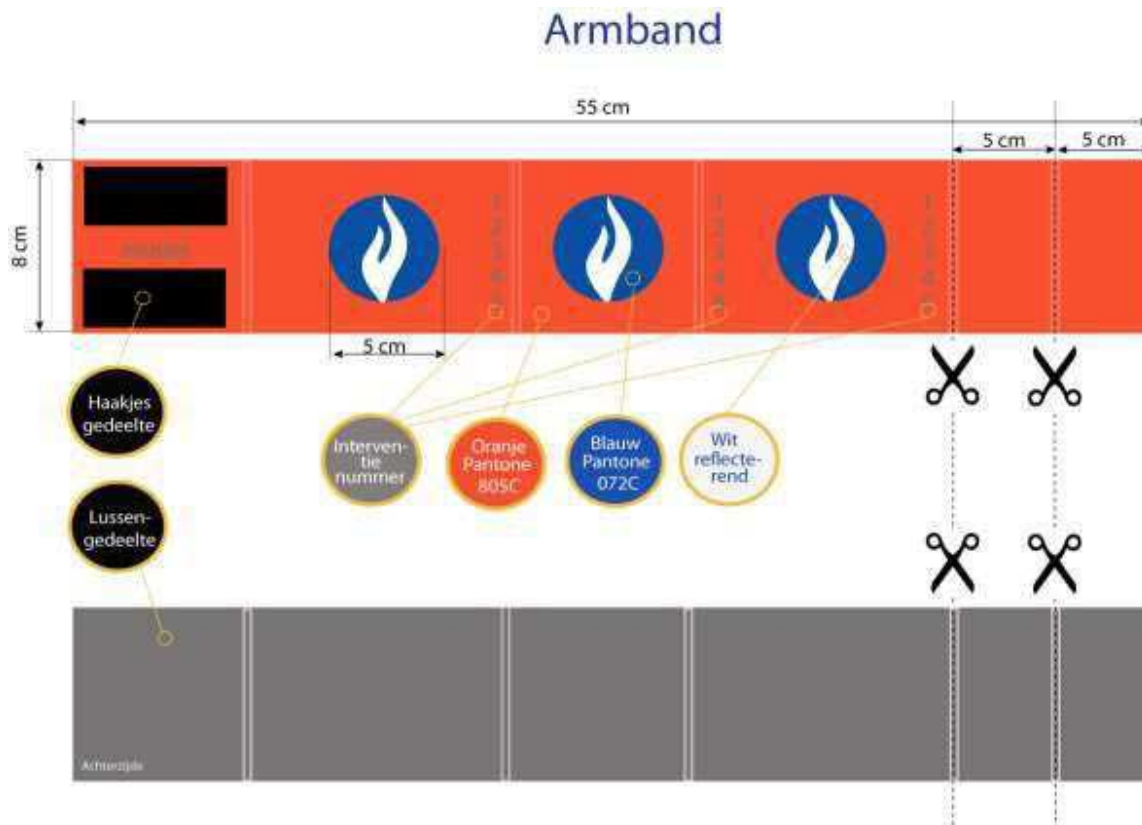 Armband
55 cm
5 cm
5 cm
8 cm
5 cm
Haakjes
gedeelte
Interven-
tie
nummer
Oranje
Pantone
805C
Blauw
Pantone
072C
Wit
reflecte-
rend
Lussen-
gedeelte
Achterzijde